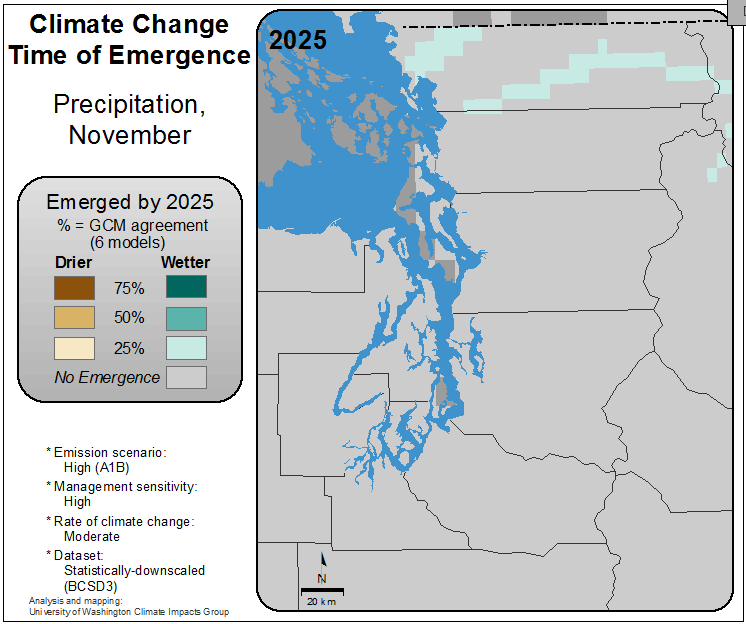 Climate Change
Time of Emergence
Precipitation,
November
Emerged by 2025
% = GCM agreement
(6 models)
Drier Wetter
75%
50%
25%
No Emergence
* Emission scenario:
High (A1B)
* Management sensitivity:
High
* Rate of climate change:
Moderate
* Dataset:
Statistically-downscaled
(BCSD3)
Analysis and mapping:
University of Washington Climate Impacts Group
2025
N
20 km